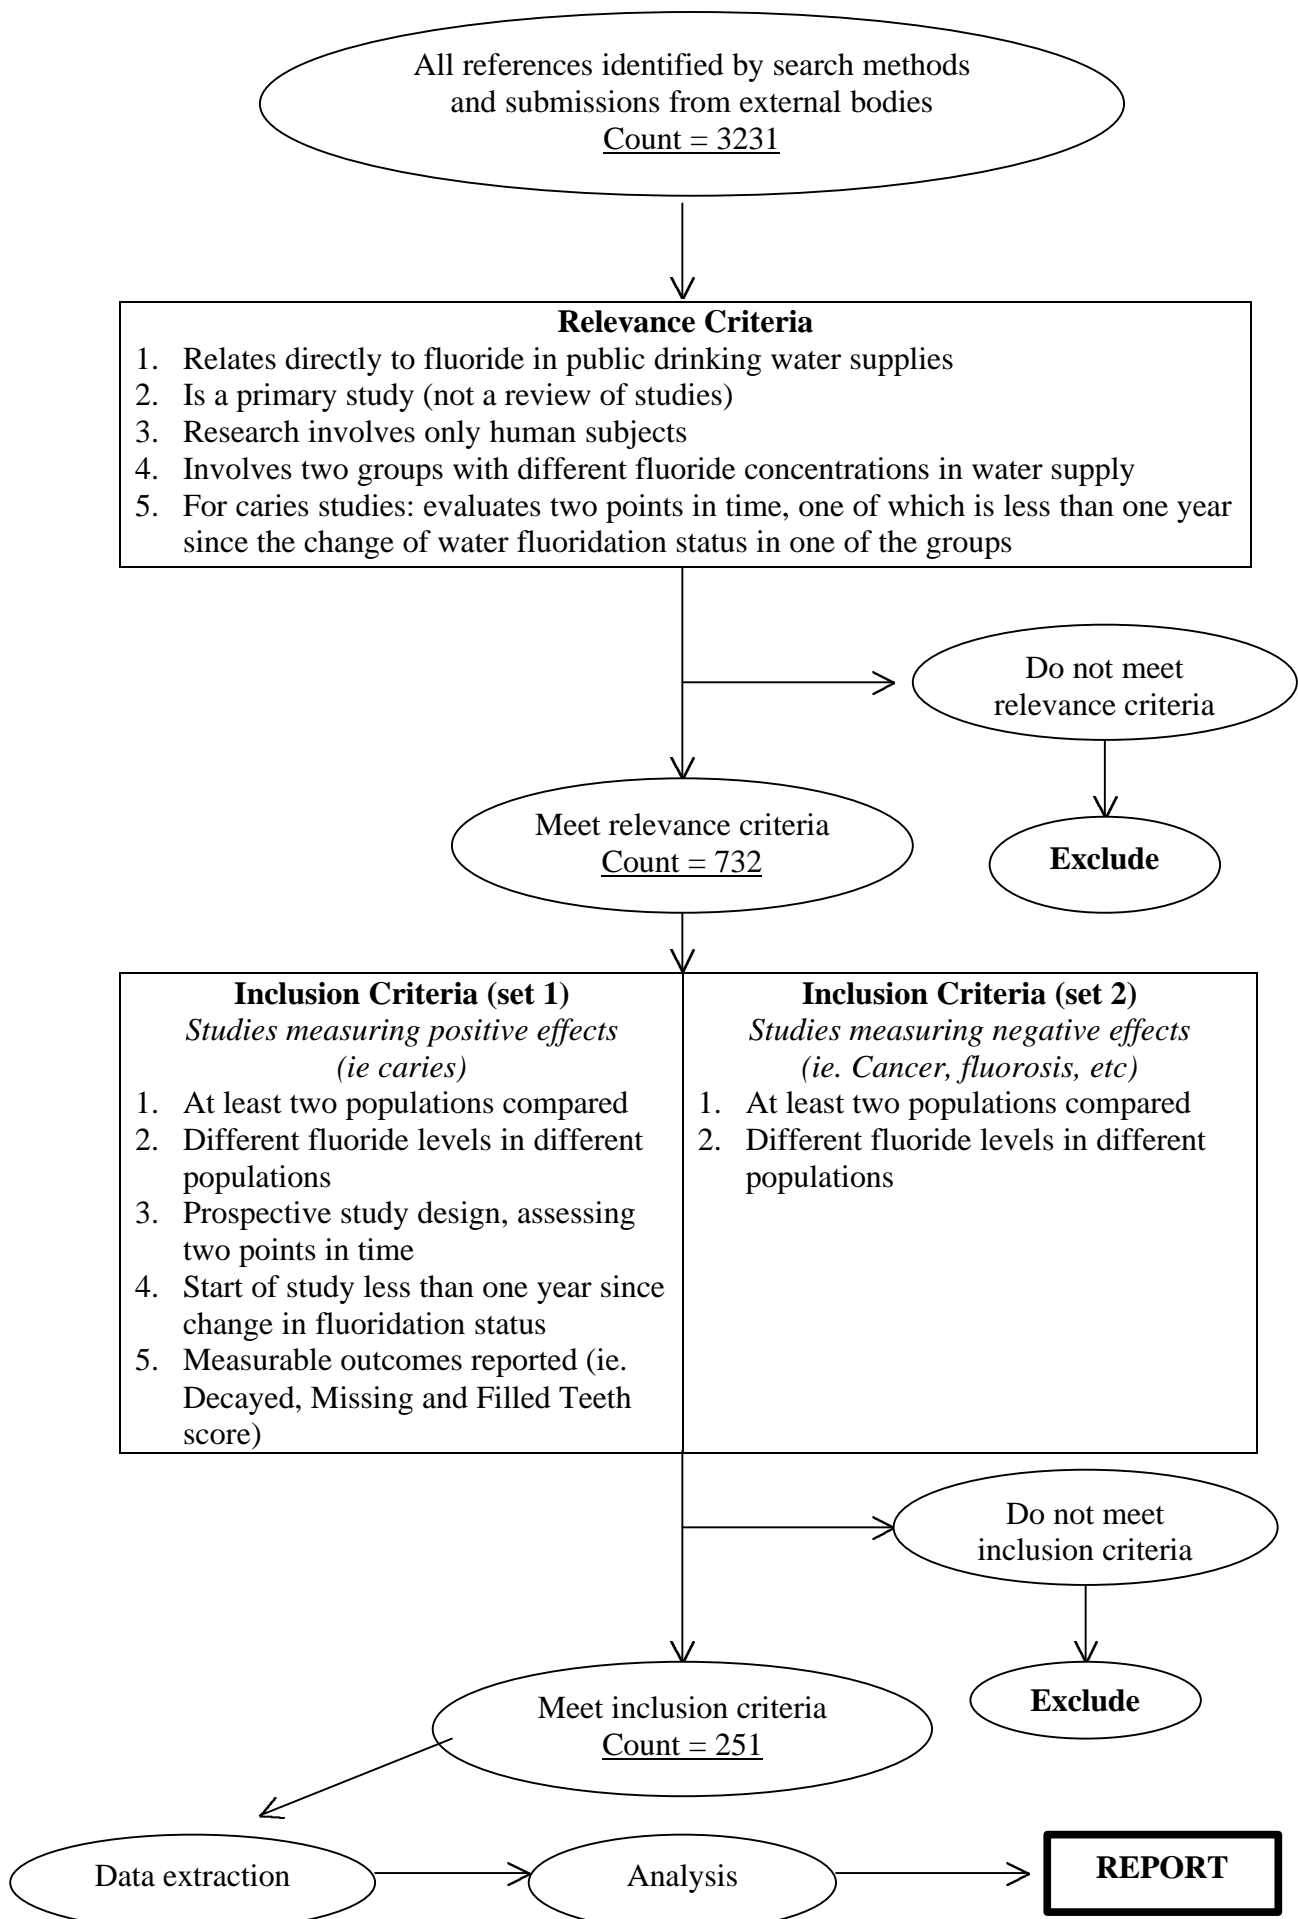 All references identified by search methods
and submissions from external bodies
Count = 3231
Relevance Criteria
1. Relates directly to fluoride in public drinking water supplies
2. Is a primary study (not a review of studies)
3. Research involves only human subjects
4. Involves two groups with different fluoride concentrations in water supply
5. For caries studies: evaluates two points in time, one of which is less than one year
since the change of water fluoridation status in one of the groups
Do not meet
relevance criteria
Exclude
Meet relevance criteria
Count = 732
Inclusion Criteria (set 1)
Studies measuring positive effects
(ie caries)
1. At least two populations compared
2. Different fluoride levels in different
populations
3. Prospective study design, assessing
two points in time
4. Start of study less than one year since
change in fluoridation status
5. Measurable outcomes reported (ie.
Decayed, Missing and Filled Teeth
score)
Inclusion Criteria (set 2)
Studies measuring negative effects
(ie. Cancer, fluorosis, etc)
1. At least two populations compared
2. Different fluoride levels in different
populations
Do not meet
inclusion criteria
Exclude
Meet inclusion criteria
Count = 251
Data extraction
Analysis
REPORT